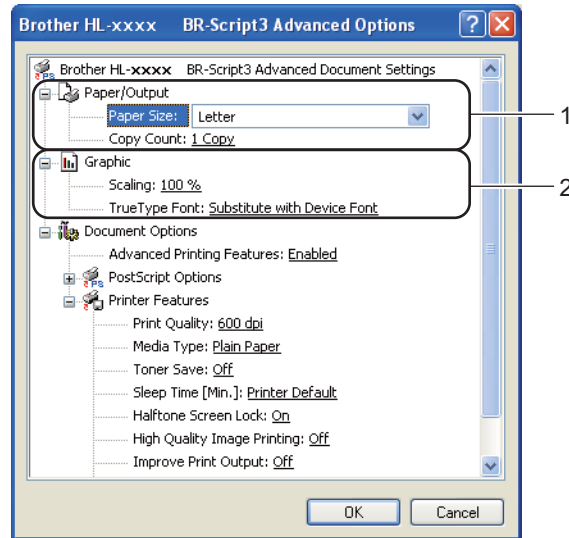 Brother HL-xxxx BR-Script3 Advanced Options
Brother HL-xxxx BR-Script3 Advanced Document Settings
Paper/Output
Paper Size: Letter
Copy Count: 1 Copy
1
Graphic
Scaling: 100 %
TrueType Font: Substitute with Device Font
2
Document Options
Advanced Printing Features: Enabled
PostScript Options
Printer Features
Print Quality: 600 dpi
Media Type: Plain Paper
Toner Save: Off
Sleep Time [Min.]: Printer Default
Halftone Screen Lock: On
High Quality Image Printing: Off
Improve Print Output: Off
OK Cancel